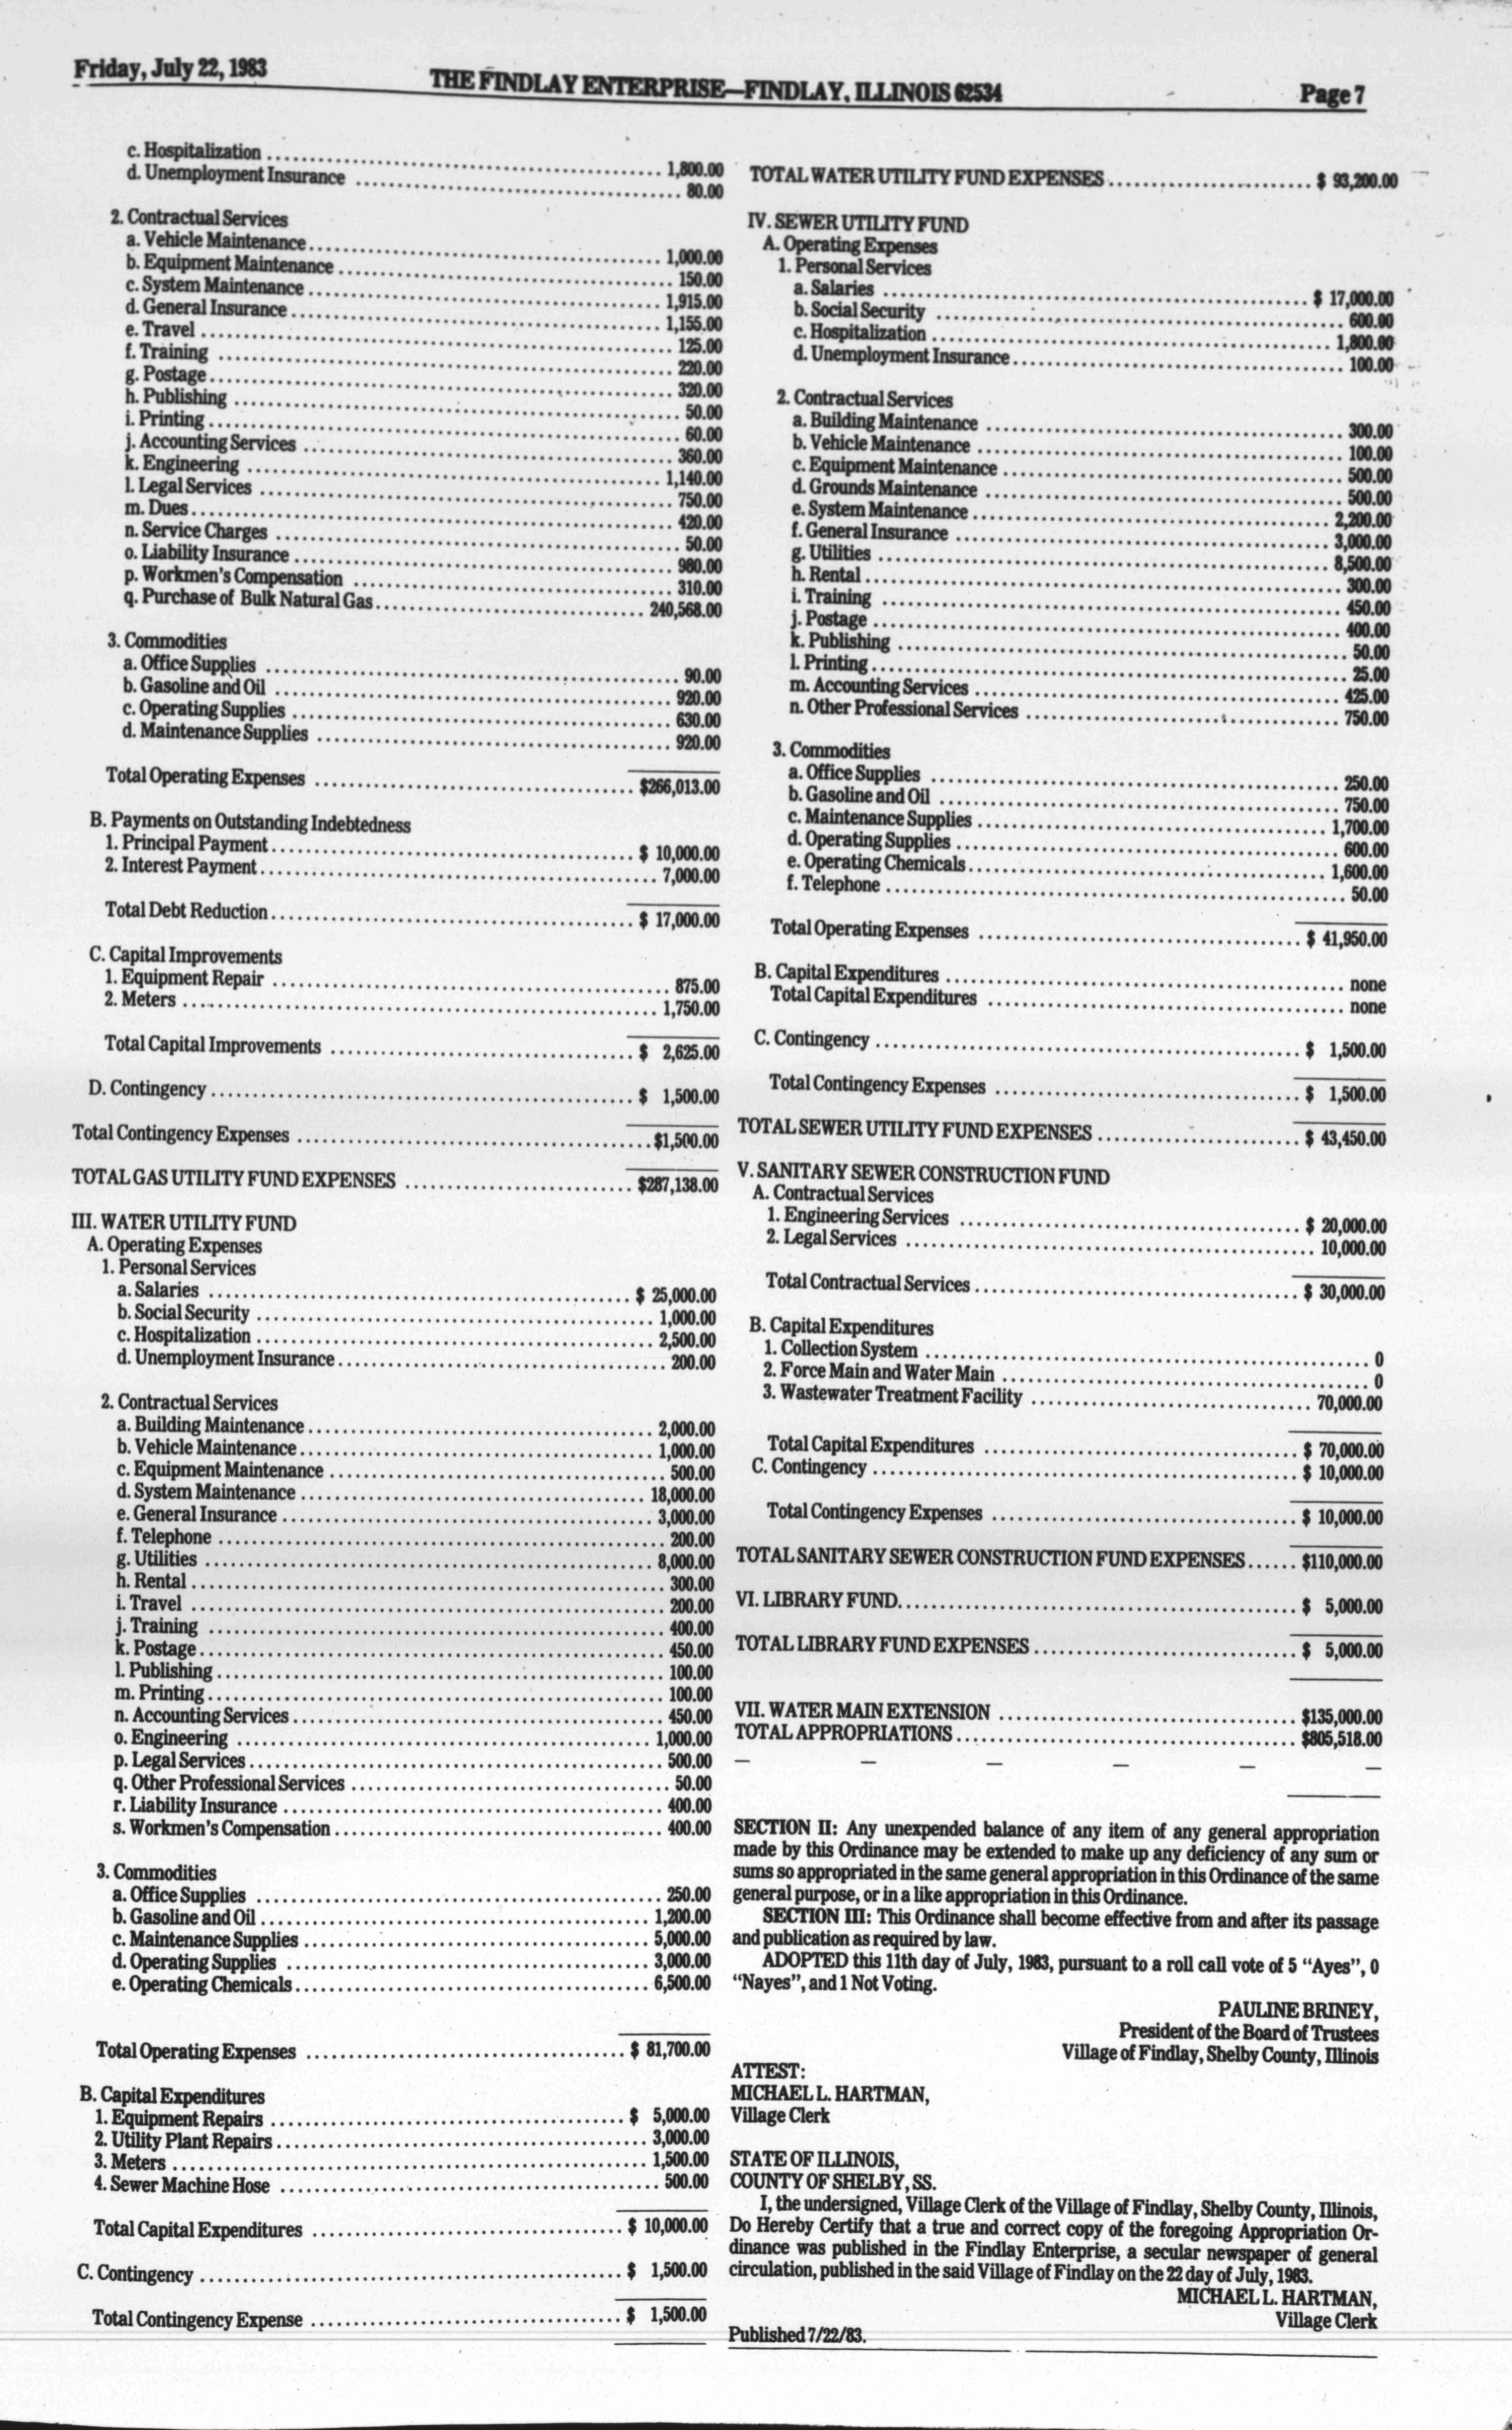 Friday, July 22, 1983
THE FINDLAY ENTERPRISE—FINDLAY, ILLINOIS 62534
Page 7
c. Hospitalization ........ 1,800.00
d. Unemployment Insurance ........ 80.00
2. Contractual Services
a. Vehicle Maintenance ........ 1,000.00
b. Equipment Maintenance ........ 150.00
c. System Maintenance ........ 1,915.00
d. General Insurance ........ 1,155.00
e. Travel ........ 125.00
f. Training ........ 220.00
g. Postage ........ 320.00
h. Publishing ........ 50.00
i. Printing ........ 60.00
j. Accounting Services ........ 360.00
k. Engineering ........ 1,140.00
l. Legal Services ........ 750.00
m. Dues ........ 420.00
n. Service Charges ........ 50.00
o. Liability Insurance ........ 980.00
p. Workmen's Compensation ........ 310.00
q. Purchase of Bulk Natural Gas ........ 240,568.00
3. Commodities
a. Office Supplies ........ 90.00
b. Gasoline and Oil ........ 920.00
c. Operating Supplies ........ 630.00
d. Maintenance Supplies ........ 920.00
Total Operating Expenses ........ $266,013.00
B. Payments on Outstanding Indebtedness
1. Principal Payment ........ $ 10,000.00
2. Interest Payment ........ 7,000.00
Total Debt Reduction ........ $ 17,000.00
C. Capital Improvements
1. Equipment Repair ........ 875.00
2. Meters ........ 1,750.00
Total Capital Improvements ........ $ 2,625.00
D. Contingency ........ $ 1,500.00
Total Contingency Expenses ........ $1,500.00
TOTAL GAS UTILITY FUND EXPENSES ........ $287,138.00
III. WATER UTILITY FUND
A. Operating Expenses
1. Personal Services
a. Salaries ........ $ 25,000.00
b. Social Security ........ 1,000.00
c. Hospitalization ........ 2,500.00
d. Unemployment Insurance ........ 200.00
2. Contractual Services
a. Building Maintenance ........ 2,000.00
b. Vehicle Maintenance ........ 1,000.00
c. Equipment Maintenance ........ 500.00
d. System Maintenance ........ 18,000.00
e. General Insurance ........ 3,000.00
f. Telephone ........ 200.00
g. Utilities ........ 8,000.00
h. Rental ........ 300.00
i. Travel ........ 200.00
j. Training ........ 400.00
k. Postage ........ 450.00
l. Publishing ........ 100.00
m. Printing ........ 100.00
n. Accounting Services ........ 450.00
o. Engineering ........ 1,000.00
p. Legal Services ........ 500.00
q. Other Professional Services ........ 50.00
r. Liability Insurance ........ 400.00
s. Workmen's Compensation ........ 400.00
3. Commodities
a. Office Supplies ........ 250.00
b. Gasoline and Oil ........ 1,200.00
c. Maintenance Supplies ........ 5,000.00
d. Operating Supplies ........ 3,000.00
e. Operating Chemicals ........ 6,500.00
Total Operating Expenses ........ $ 81,700.00
B. Capital Expenditures
1. Equipment Repairs ........ $ 5,000.00
2. Utility Plant Repairs ........ 3,000.00
3. Meters ........ 1,500.00
4. Sewer Machine Hose ........ 500.00
Total Capital Expenditures ........ $ 10,000.00
C. Contingency ........ $ 1,500.00
Total Contingency Expense ........ $ 1,500.00
TOTAL WATER UTILITY FUND EXPENSES ........ $ 93,200.00
IV. SEWER UTILITY FUND
A. Operating Expenses
1. Personal Services
a. Salaries ........ $ 17,000.00
b. Social Security ........ 600.00
c. Hospitalization ........ 1,800.00
d. Unemployment Insurance ........ 100.00
2. Contractual Services
a. Building Maintenance ........ 300.00
b. Vehicle Maintenance ........ 100.00
c. Equipment Maintenance ........ 500.00
d. Grounds Maintenance ........ 500.00
e. System Maintenance ........ 2,200.00
f. General Insurance ........ 3,000.00
g. Utilities ........ 8,500.00
h. Rental ........ 300.00
i. Training ........ 450.00
j. Postage ........ 400.00
k. Publishing ........ 50.00
l. Printing ........ 25.00
m. Accounting Services ........ 425.00
n. Other Professional Services ........ 750.00
3. Commodities
a. Office Supplies ........ 250.00
b. Gasoline and Oil ........ 750.00
c. Maintenance Supplies ........ 1,700.00
d. Operating Supplies ........ 600.00
e. Operating Chemicals ........ 1,600.00
f. Telephone ........ 50.00
Total Operating Expenses ........ $ 41,950.00
B. Capital Expenditures ........ none
Total Capital Expenditures ........ none
C. Contingency ........ $ 1,500.00
Total Contingency Expenses ........ $ 1,500.00
TOTAL SEWER UTILITY FUND EXPENSES ........ $ 43,450.00
V. SANITARY SEWER CONSTRUCTION FUND
A. Contractual Services
1. Engineering Services ........ $ 20,000.00
2. Legal Services ........ 10,000.00
Total Contractual Services ........ $ 30,000.00
B. Capital Expenditures
1. Collection System ........ 0
2. Force Main and Water Main ........ 0
3. Wastewater Treatment Facility ........ 70,000.00
Total Capital Expenditures ........ $ 70,000.00
C. Contingency ........ $ 10,000.00
Total Contingency Expenses ........ $ 10,000.00
TOTAL SANITARY SEWER CONSTRUCTION FUND EXPENSES ...... $110,000.00
VI. LIBRARY FUND ........ $ 5,000.00
TOTAL LIBRARY FUND EXPENSES ........ $ 5,000.00
VII. WATER MAIN EXTENSION ........ $135,000.00
TOTAL APPROPRIATIONS ........ $805,518.00
— — — — — —
SECTION II: Any unexpended balance of any item of any general appropriation
made by this Ordinance may be extended to make up any deficiency of any sum or
sums so appropriated in the same general appropriation in this Ordinance of the same
general purpose, or in a like appropriation in this Ordinance.
SECTION III: This Ordinance shall become effective from and after its passage
and publication as required by law.
ADOPTED this 11th day of July, 1983, pursuant to a roll call vote of 5 "Ayes", 0
"Nayes", and 1 Not Voting.
PAULINE BRINEY,
President of the Board of Trustees
Village of Findlay, Shelby County, Illinois
ATTEST:
MICHAEL L. HARTMAN,
Village Clerk
STATE OF ILLINOIS,
COUNTY OF SHELBY, SS.
I, the undersigned, Village Clerk of the Village of Findlay, Shelby County, Illinois,
Do Hereby Certify that a true and correct copy of the foregoing Appropriation Or-
dinance was published in the Findlay Enterprise, a secular newspaper of general
circulation, published in the said Village of Findlay on the 22 day of July, 1983.
MICHAEL L. HARTMAN,
Village Clerk
Published 7/22/83.